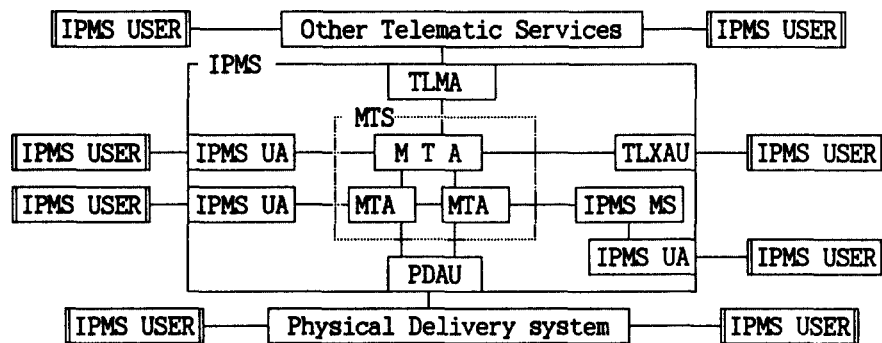 IPMS USER Other Telematic Services IPMS USER
IPMS
TLMA
MTS
IPMS USER IPMS UA M T A TLXAU IPMS USER
IPMS USER IPMS UA MTA MTA IPMS MS
IPMS UA IPMS USER
PDAU
IPMS USER Physical Delivery system IPMS USER